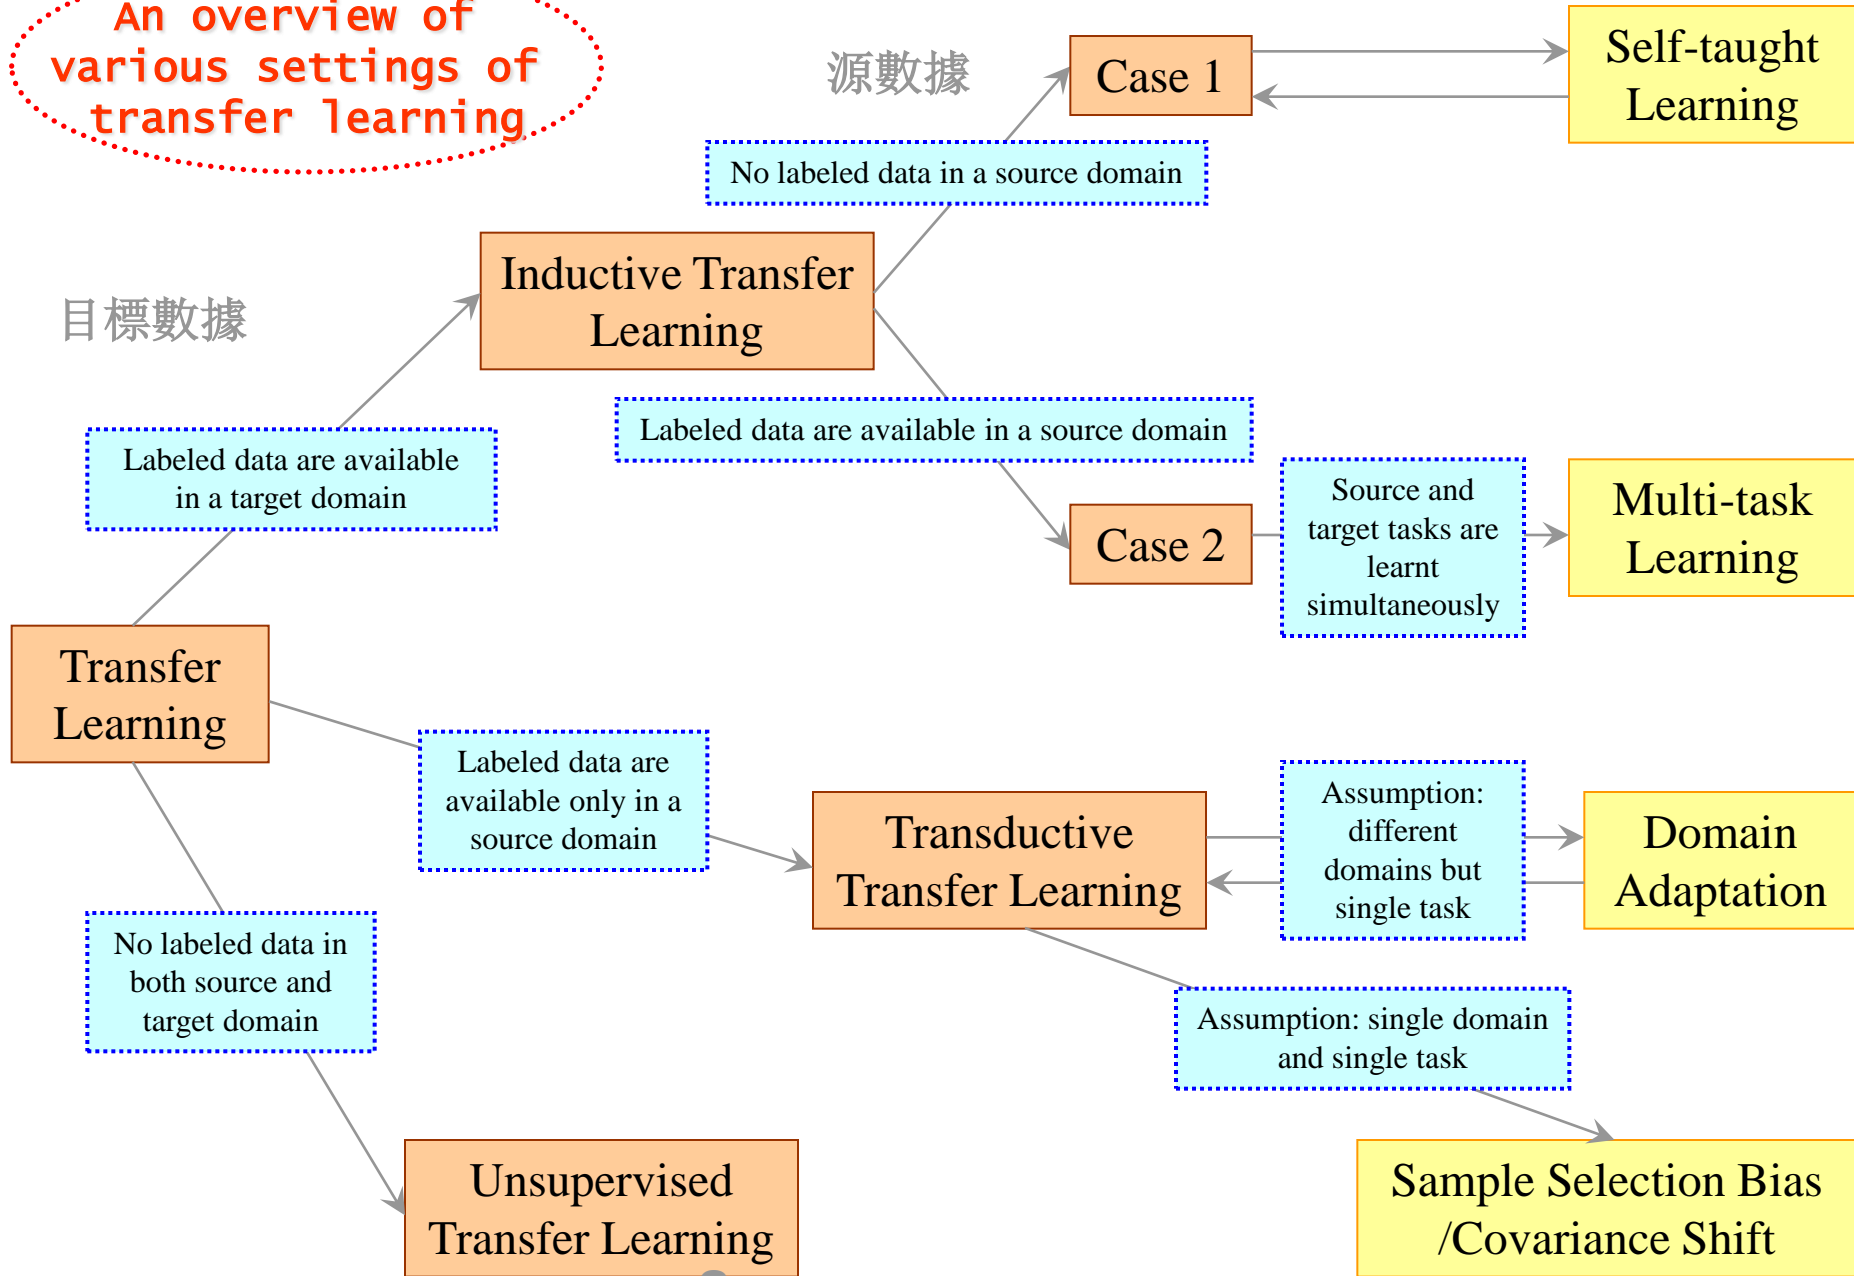 An overview of
various settings of
transfer learning
源數據
Case 1
Self-taught
Learning
No labeled data in a source domain
Inductive Transfer
Learning
目標數據
Labeled data are available in a source domain
Labeled data are available
in a target domain
Case 2
Source and
target tasks are
learnt
simultaneously
Multi-task
Learning
Transfer
Learning
Labeled data are
available only in a
source domain
Transductive
Transfer Learning
Assumption:
different
domains but
single task
Domain
Adaptation
No labeled data in
both source and
target domain
Assumption: single domain
and single task
Unsupervised
Transfer Learning
Sample Selection Bias
/Covariance Shift